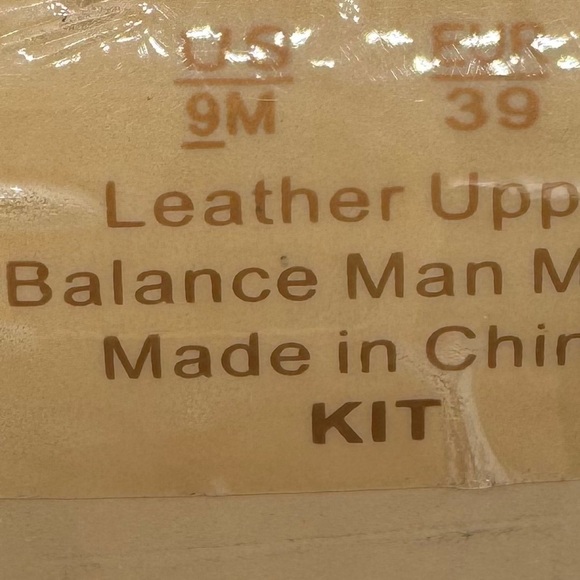 US EUR
9M 39
Leather Upp
Balance Man M
Made in Chin
KIT